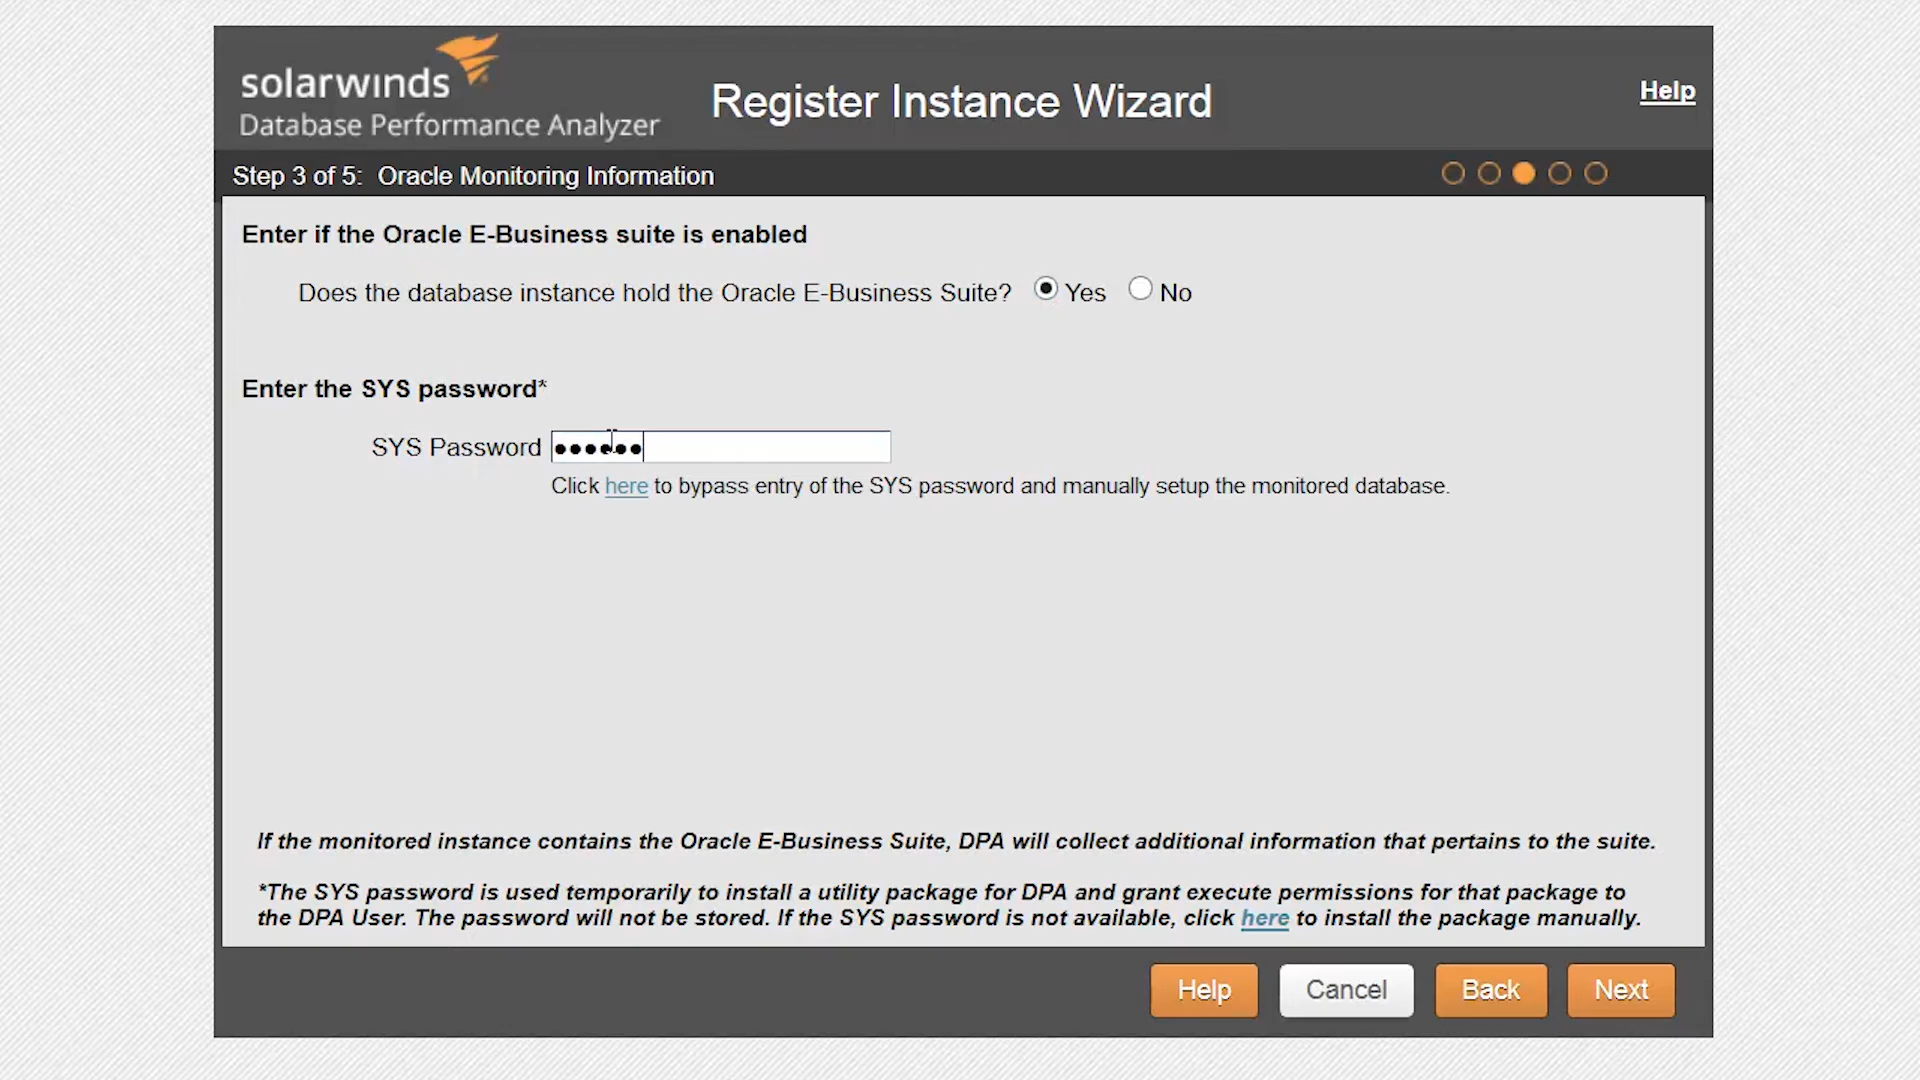 solarwinds
Database Performance Analyzer
Register Instance Wizard
Help
Step 3 of 5: Oracle Monitoring Information
Enter if the Oracle E-Business suite is enabled
Does the database instance hold the Oracle E-Business Suite? Yes No
Enter the SYS password*
SYS Password ●●●●●●
Click here to bypass entry of the SYS password and manually setup the monitored database.
If the monitored instance contains the Oracle E-Business Suite, DPA will collect additional information that pertains to the suite.
*The SYS password is used temporarily to install a utility package for DPA and grant execute permissions for that package to
the DPA User. The password will not be stored. If the SYS password is not available, click here to install the package manually.
Help Cancel Back Next